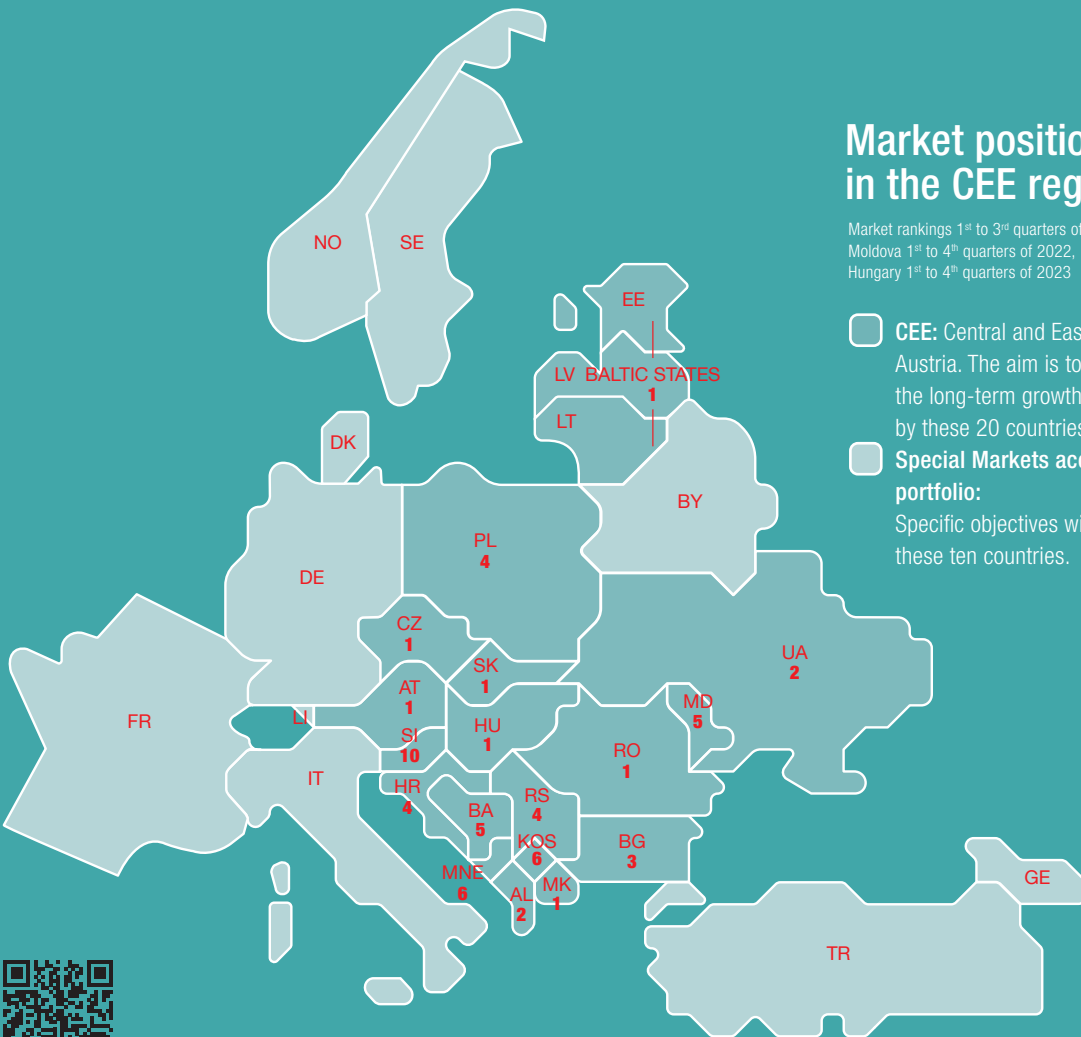 Market positio
in the CEE reg
Market rankings 1st to 3rd quarters of
Moldova 1st to 4th quarters of 2022,
Hungary 1st to 4th quarters of 2023
CEE: Central and Eas
Austria. The aim is to
the long-term growth
by these 20 countries
Special Markets acc
portfolio:
Specific objectives wi
these ten countries.
NO
SE
EE
LV
BALTIC STATES
1
LT
DK
BY
PL
4
DE
CZ
1
SK
1
UA
2
AT
1
MD
5
LI
FR
HU
1
SI
10
RO
1
IT
HR
4
RS
4
BA
5
KOS
6
BG
3
MNE
6
AL
2
MK
1
GE
TR